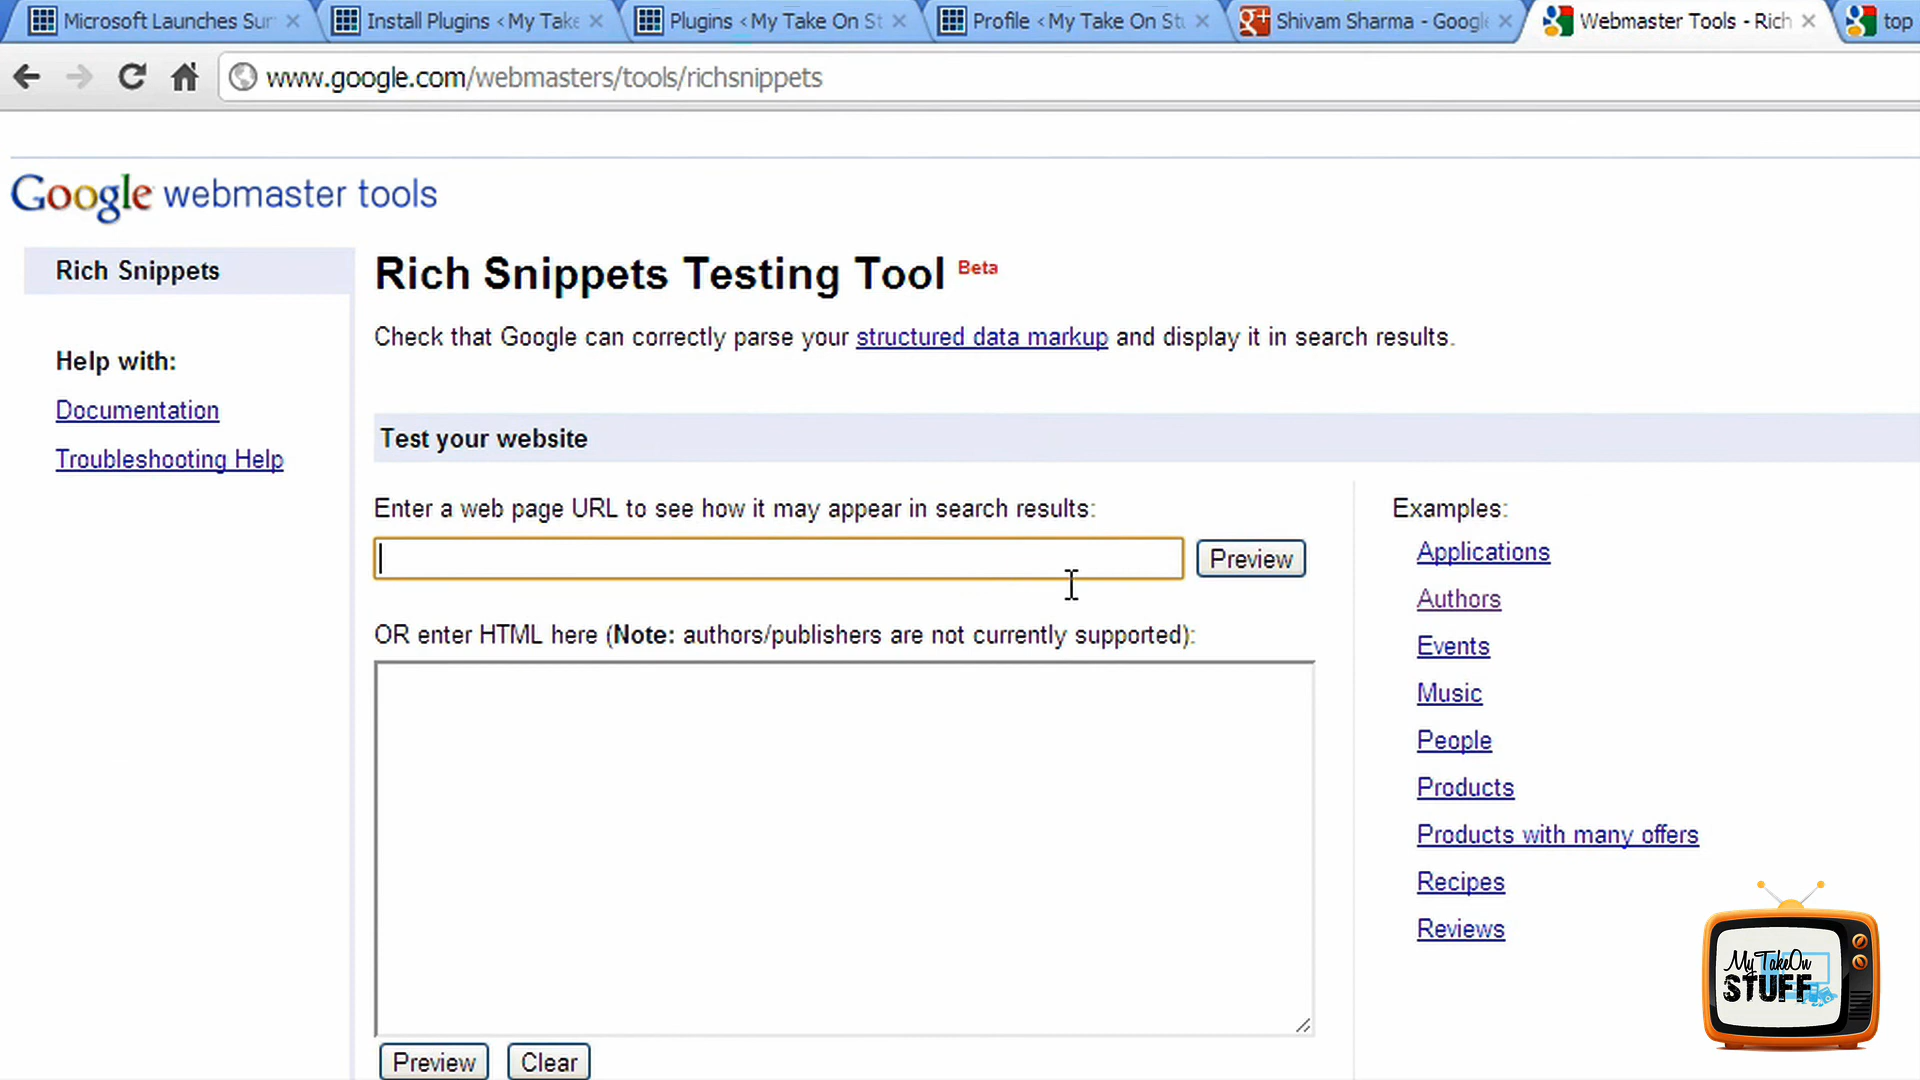 Microsoft Launches Sur
Install Plugins < My Take
Plugins < My Take On St
Profile < My Take On Stu
Shivam Sharma - Google
Webmaster Tools - Rich
top
www.google.com/webmasters/tools/richsnippets
Google webmaster tools
Rich Snippets
Help with:
Documentation
Troubleshooting Help
Rich Snippets Testing Tool Beta
Check that Google can correctly parse your structured data markup and display it in search results.
Test your website
Enter a web page URL to see how it may appear in search results:
Preview
OR enter HTML here (Note: authors/publishers are not currently supported):
Preview
Clear
Examples:
Applications
Authors
Events
Music
People
Products
Products with many offers
Recipes
Reviews
My Take On
STUFF